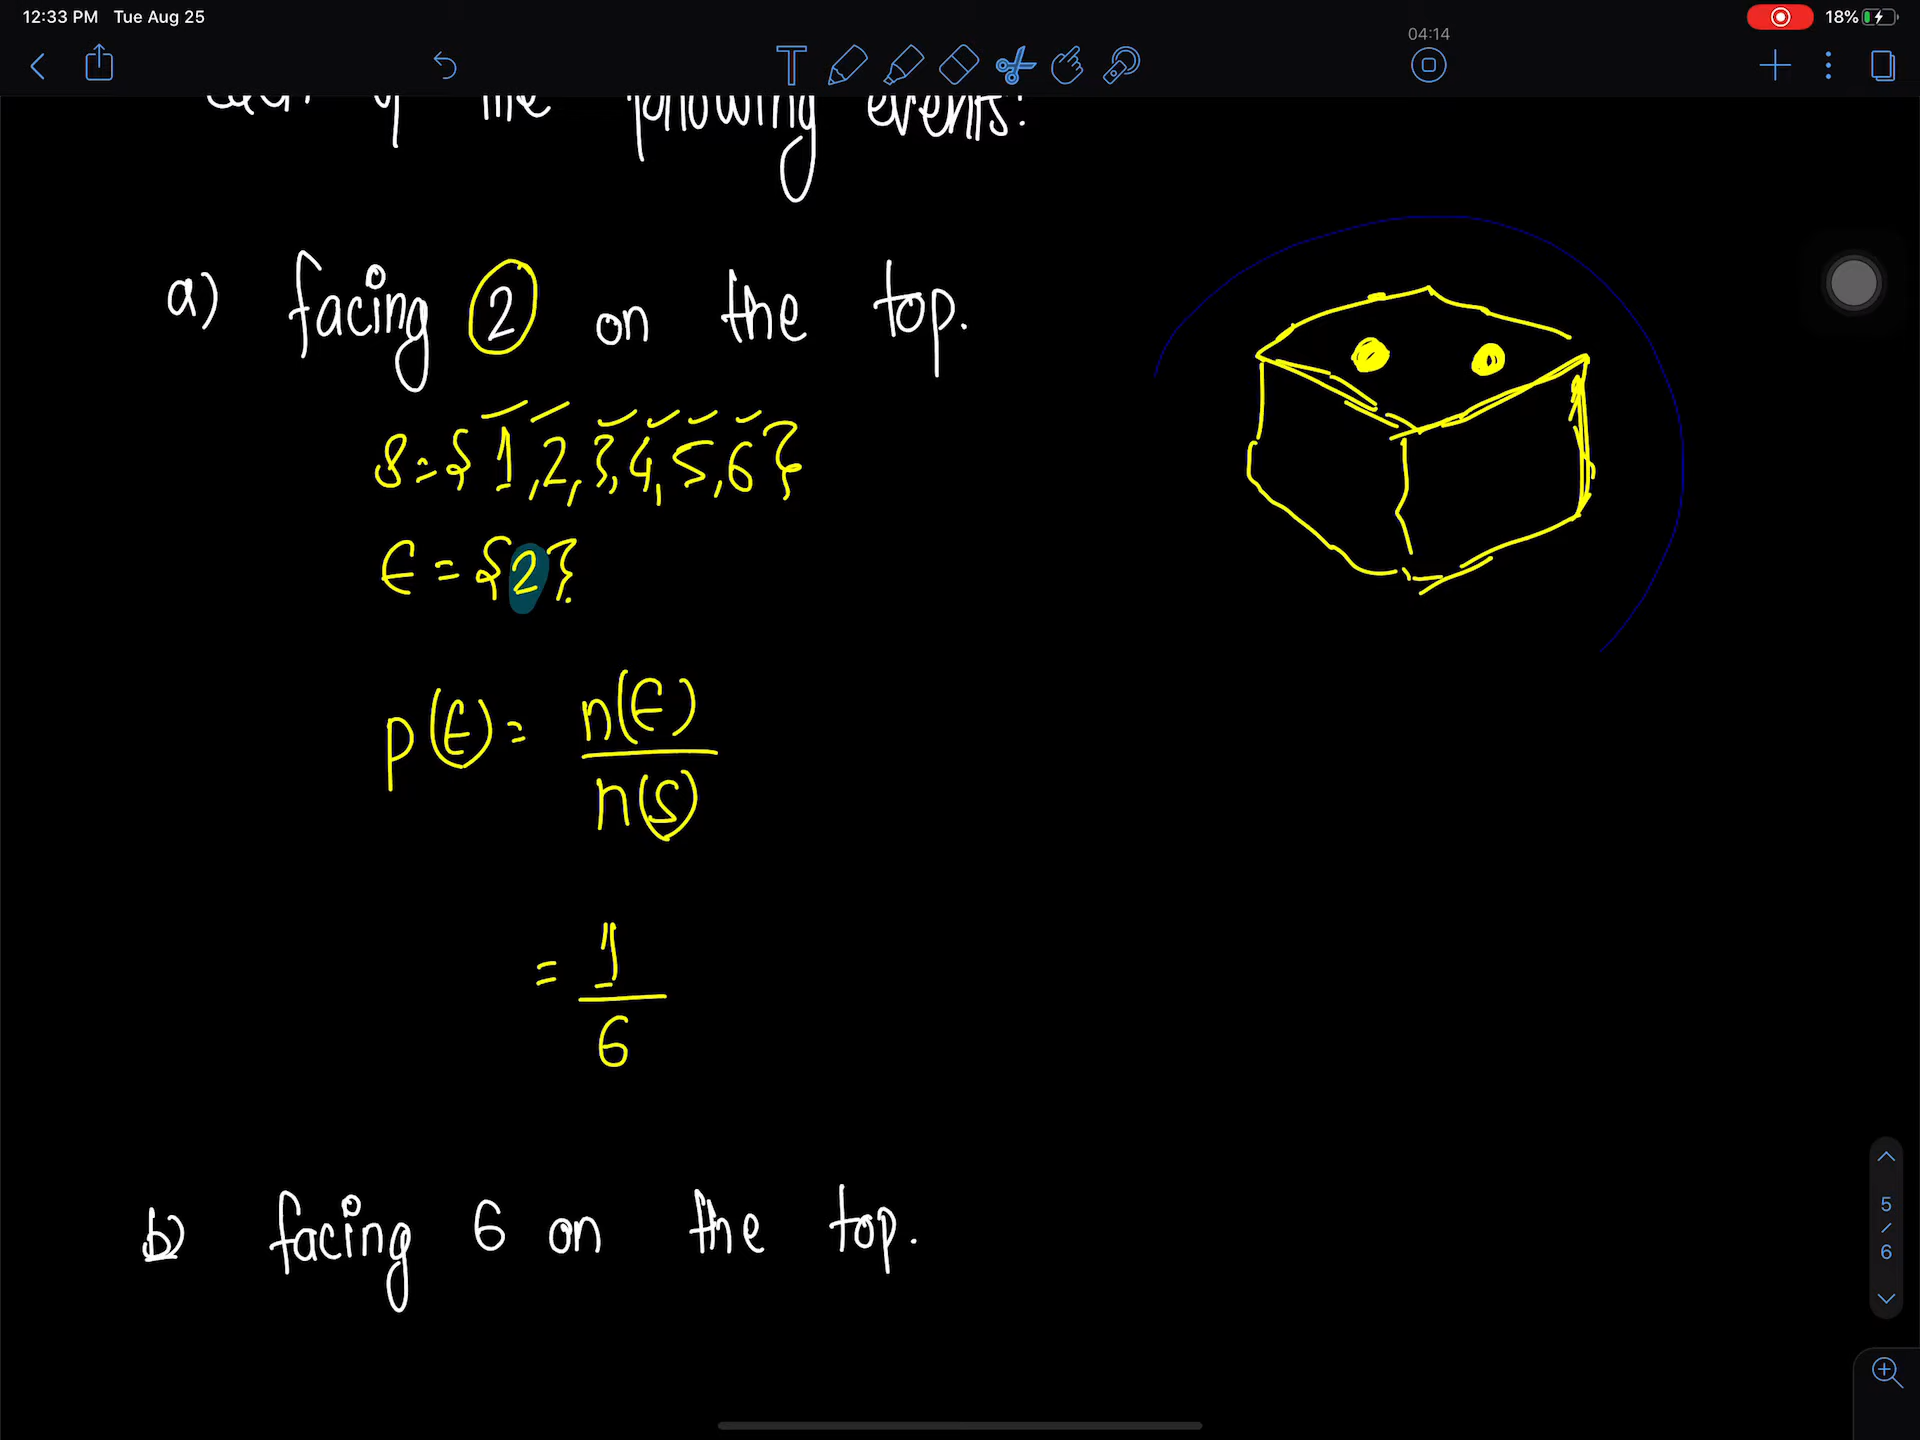 12:33 PM Tue Aug 25
18%
04:14
of the following events:
a) facing 2 on the top.
S = { 1, 2, 3, 4, 5, 6 }
E = { 2 }
P(E) = n(E)
n(S)
= 1
6
b) facing 6 on the top.
5
/
6